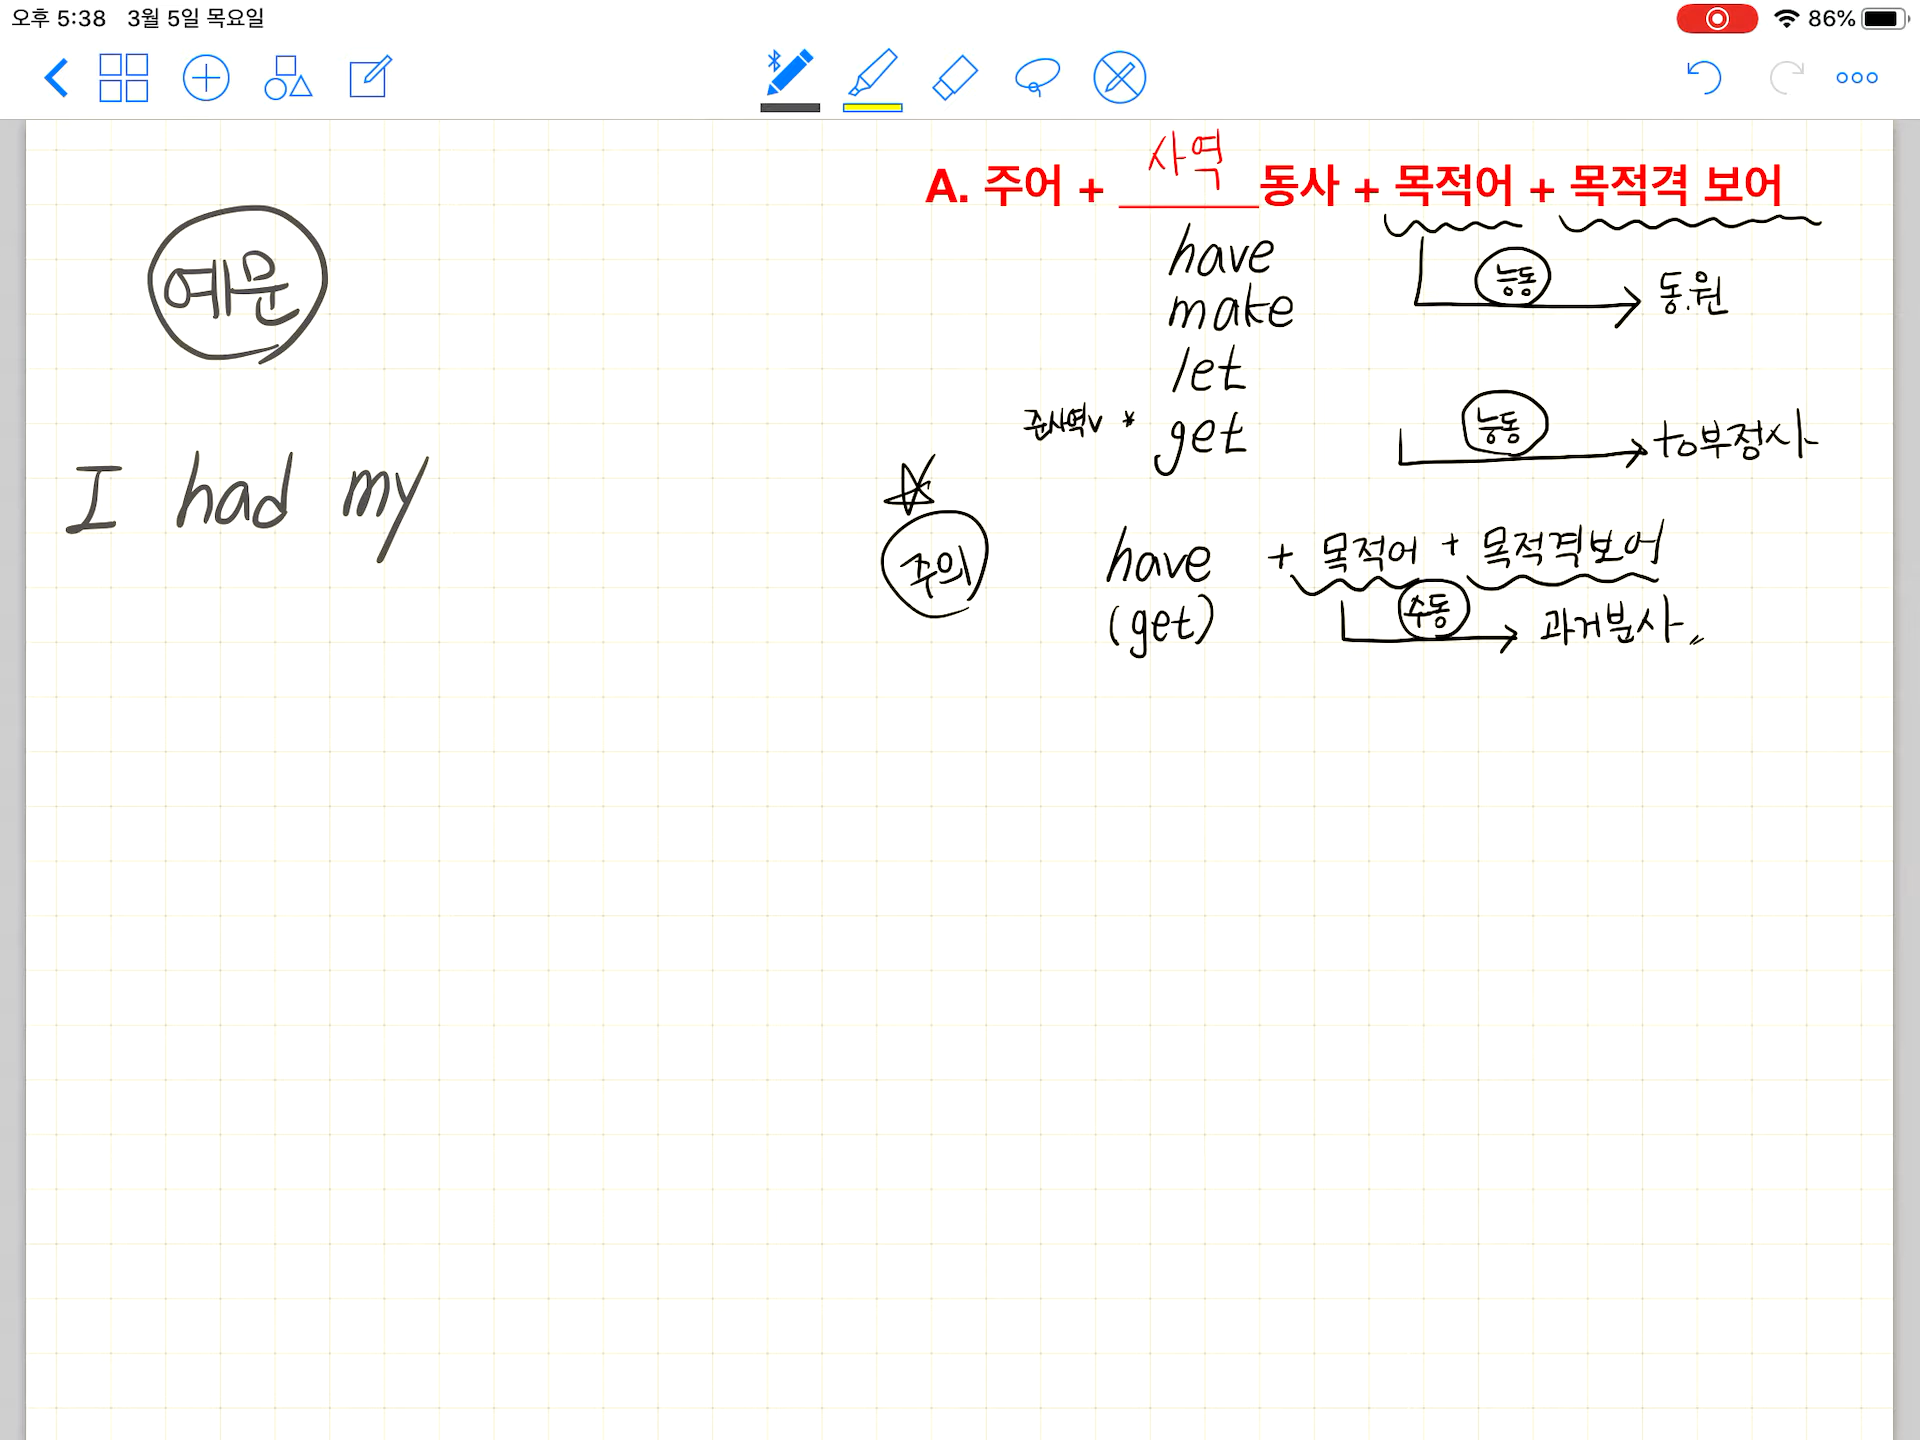 오후 5:38 3월 5일 목요일
86%
사역
A. 주어 + ______동사 + 목적어 + 목적격 보어
예문
have
make
능동 동.원
let
준사역v * get
능동 to부정사
I had my
주의
have + 목적어 + 목적격보어
(get)
수동 과거분사